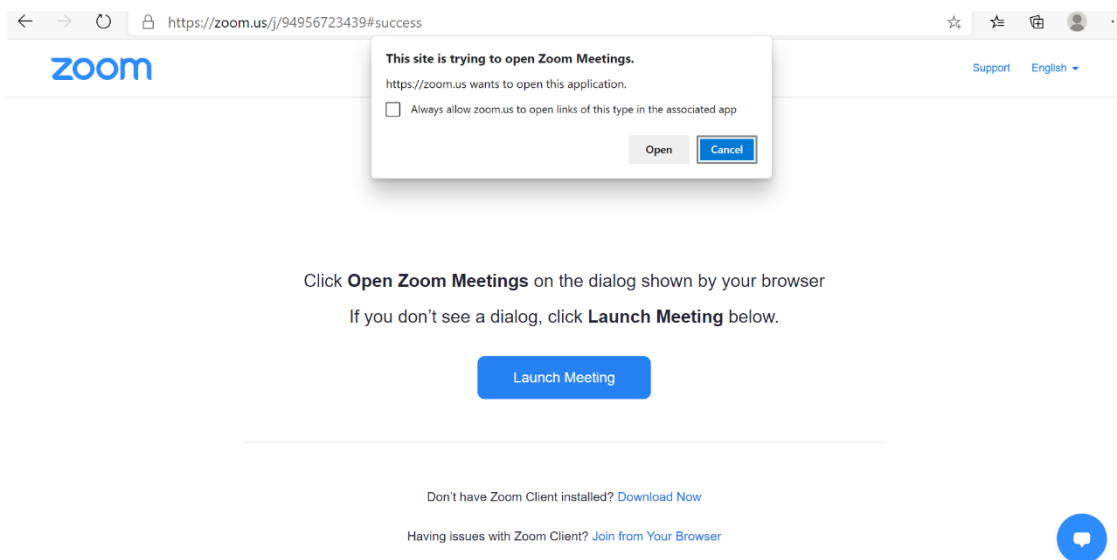 https://zoom.us/j/94956723439#success
This site is trying to open Zoom Meetings.
https://zoom.us wants to open this application.
Always allow zoom.us to open links of this type in the associated app
Open Cancel
zoom
Support English
Click Open Zoom Meetings on the dialog shown by your browser
If you don't see a dialog, click Launch Meeting below.
Launch Meeting
Don't have Zoom Client installed? Download Now
Having issues with Zoom Client? Join from Your Browser